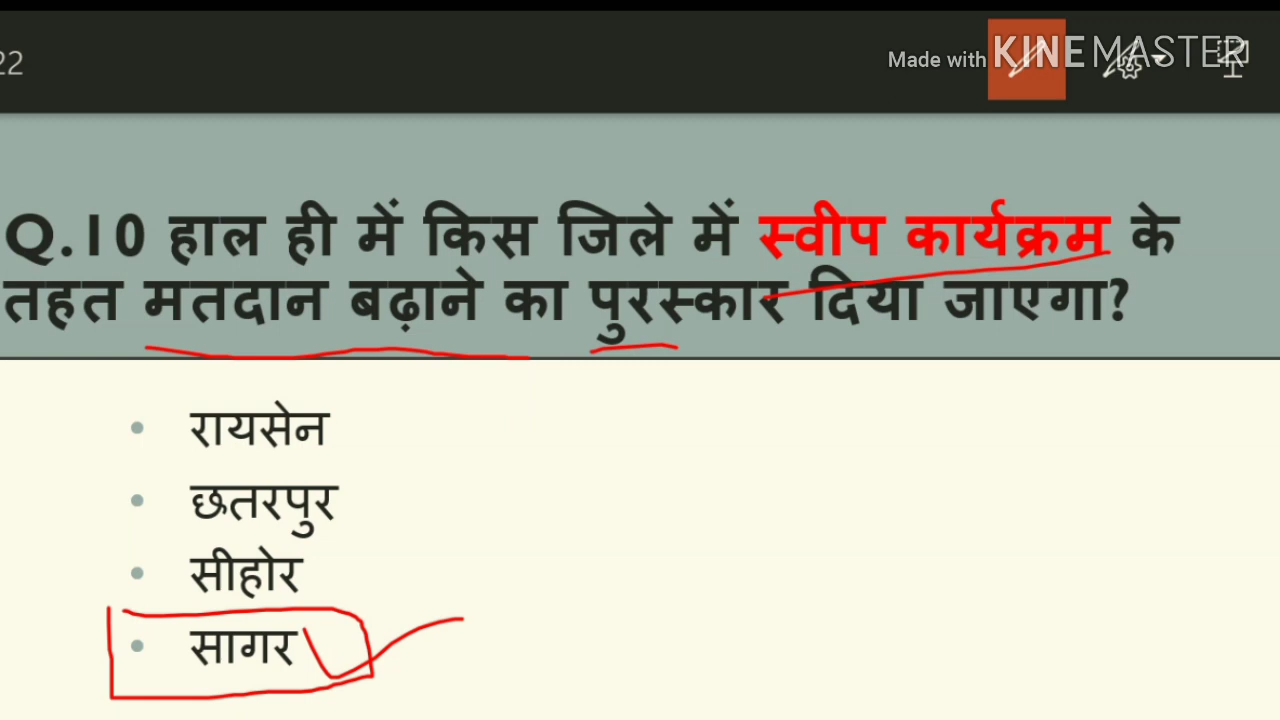 22
Made with KINEMASTER
Q.10 हाल ही में किस जिले में स्वीप कार्यक्रम के
तहत मतदान बढ़ाने का पुरस्कार दिया जाएगा?
• रायसेन
• छतरपुर
• सीहोर
• सागर